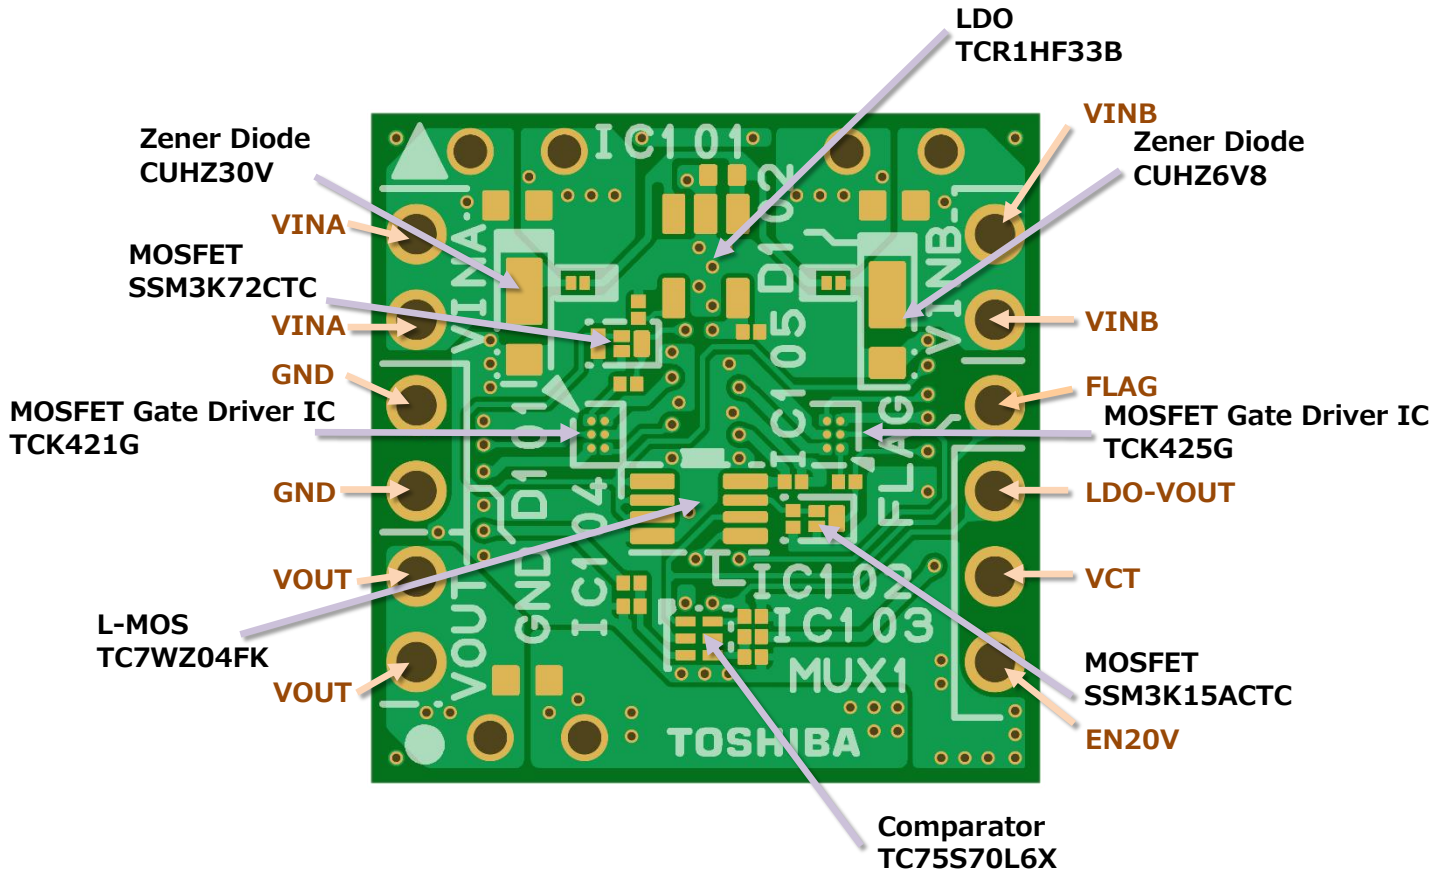 LDO
TCR1HF33B
VINB
Zener Diode
CUHZ30V
Zener Diode
CUHZ6V8
IC101
VINA
VINA
VINB
D102
MOSFET
SSM3K72CTC
VINA
VINB
IC105
GND
FLAG
MOSFET Gate Driver IC
TCK421G
MOSFET Gate Driver IC
TCK425G
D101
FLAG
GND
LDO-VOUT
IC104
GND
VOUT
VCT
IC102
L-MOS
TC7WZ04FK
VOUT
IC103
MUX1
MOSFET
SSM3K15ACTC
VOUT
TOSHIBA
EN20V
Comparator
TC75S70L6X